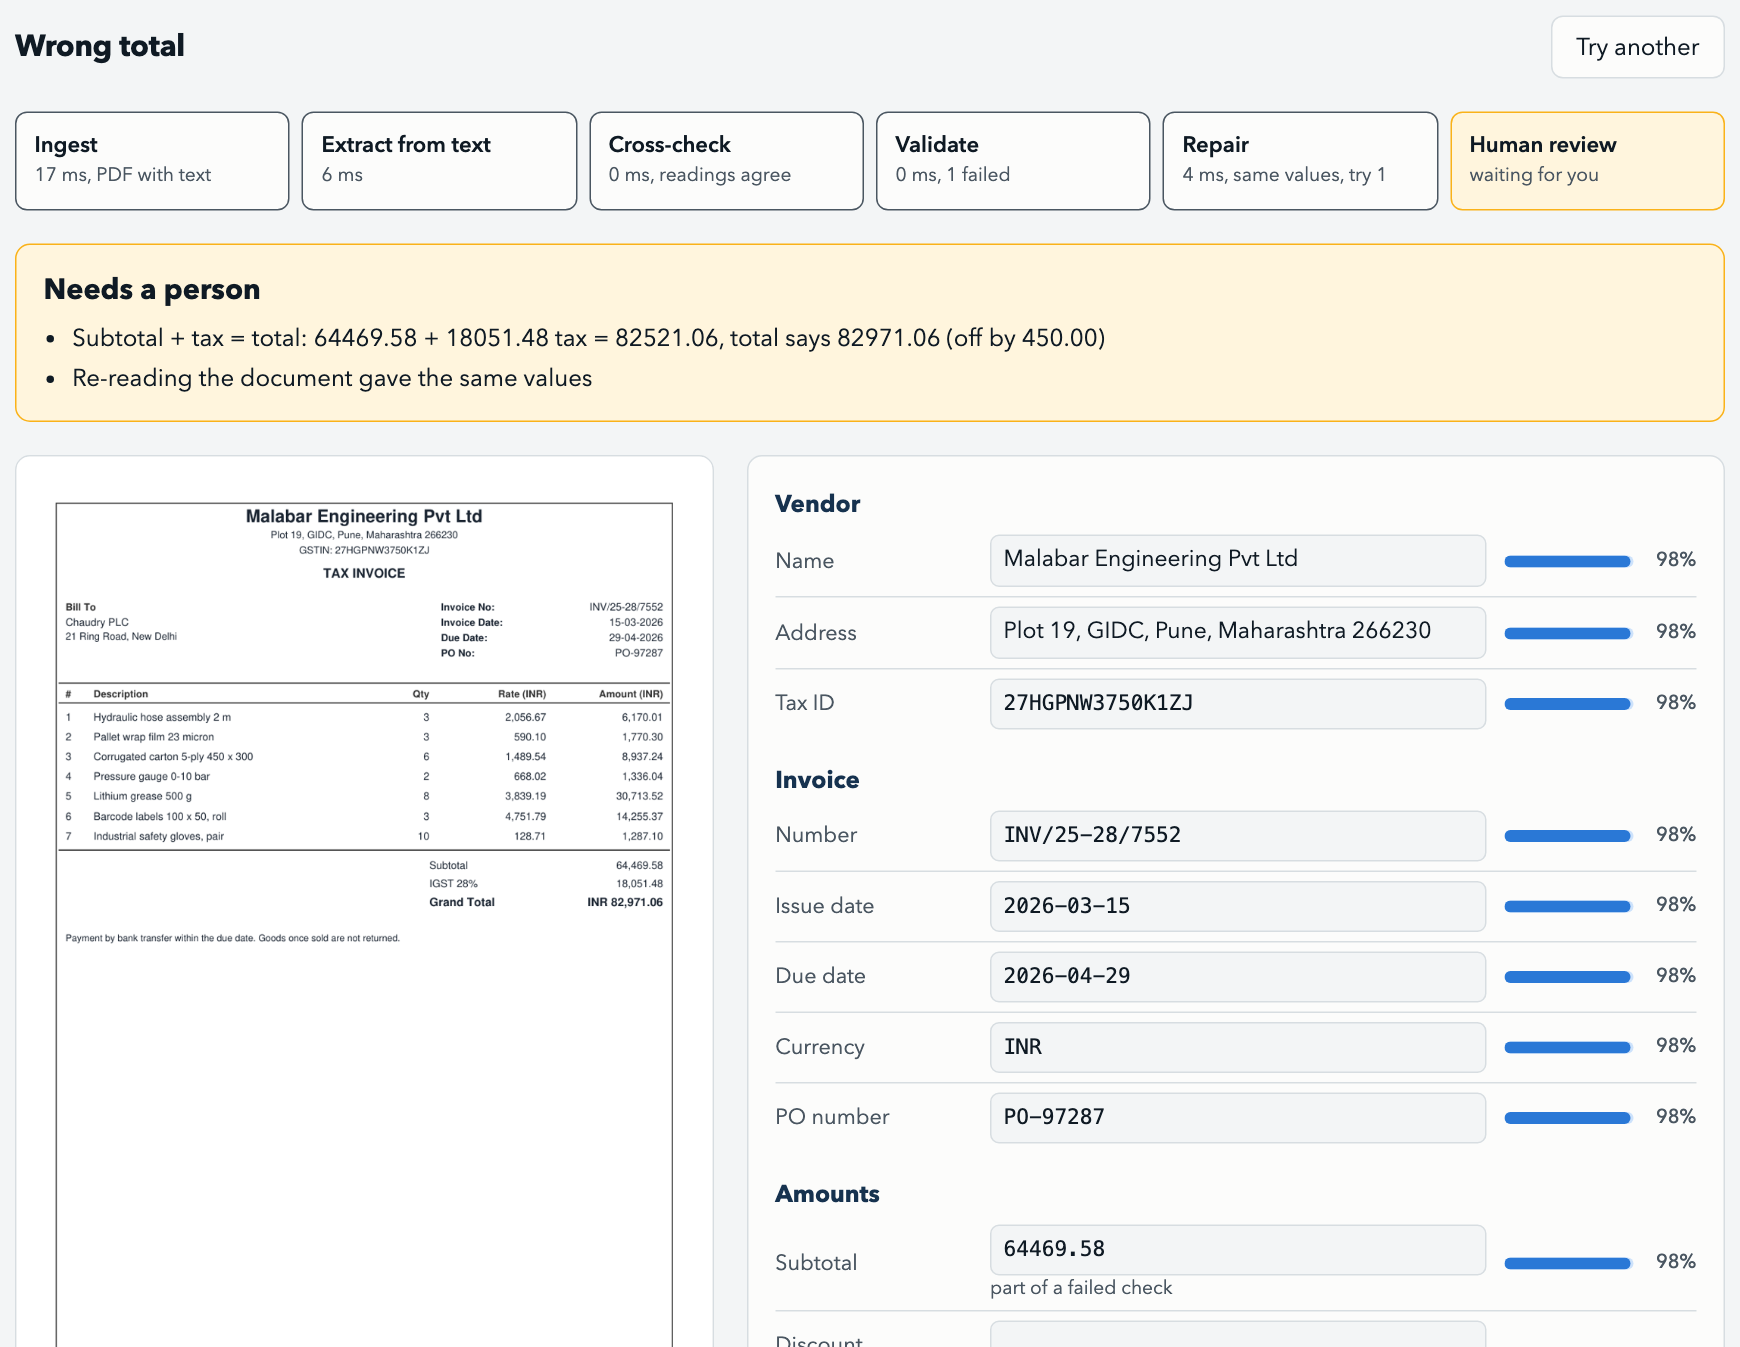 Wrong total
Try another
Ingest
17 ms, PDF with text
Extract from text
6 ms
Cross-check
0 ms, readings agree
Validate
0 ms, 1 failed
Repair
4 ms, same values, try 1
Human review
waiting for you
Needs a person
• Subtotal + tax = total: 64469.58 + 18051.48 tax = 82521.06, total says 82971.06 (off by 450.00)
• Re-reading the document gave the same values
Malabar Engineering Pvt Ltd
Plot 19, GIDC, Pune, Maharashtra 266230
GSTIN: 27HGPNW3750K1ZJ
TAX INVOICE
Bill To
Chaudry PLC
21 Ring Road, New Delhi
Invoice No: INV/25-28/7552
Invoice Date: 15-03-2026
Due Date: 29-04-2026
PO No: PO-97287
# Description Qty Rate (INR) Amount (INR)
1 Hydraulic hose assembly 2 m 3 2,056.67 6,170.01
2 Pallet wrap film 23 micron 3 590.10 1,770.30
3 Corrugated carton 5-ply 450 x 300 6 1,489.54 8,937.24
4 Pressure gauge 0-10 bar 2 668.02 1,336.04
5 Lithium grease 500 g 8 3,839.19 30,713.52
6 Barcode labels 100 x 50, roll 3 4,751.79 14,255.37
7 Industrial safety gloves, pair 10 128.71 1,287.10
Subtotal 64,469.58
IGST 28% 18,051.48
Grand Total INR 82,971.06
Payment by bank transfer within the due date. Goods once sold are not returned.
Vendor
Name Malabar Engineering Pvt Ltd 98%
Address Plot 19, GIDC, Pune, Maharashtra 266230 98%
Tax ID 27HGPNW3750K1ZJ 98%
Invoice
Number INV/25-28/7552 98%
Issue date 2026-03-15 98%
Due date 2026-04-29 98%
Currency INR 98%
PO number PO-97287 98%
Amounts
Subtotal 64469.58 98%
part of a failed check
Discount